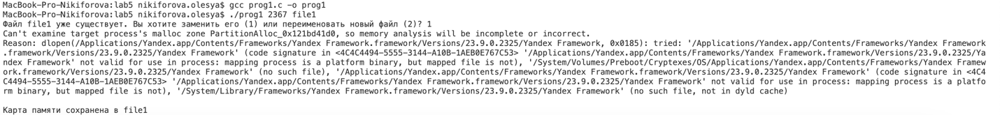 MacBook-Pro-Nikiforova:lab5 nikiforova.olesya$ gcc prog1.c -o prog1
MacBook-Pro-Nikiforova:lab5 nikiforova.olesya$ ./prog1 2367 file1
Файл file1 уже существует. Вы хотите заменить его (1) или переименовать новый файл (2)? 1
Can't examine target process's malloc zone PartitionAlloc_0x121bd41d0, so memory analysis will be incomplete or incorrect.
Reason: dlopen(/Applications/Yandex.app/Contents/Frameworks/Yandex Framework.framework/Versions/23.9.0.2325/Yandex Framework, 0x0185): tried: '/Applications/Yandex.app/Contents/Frameworks/Yandex Framework
.framework/Versions/23.9.0.2325/Yandex Framework' (code signature in <4C4C4494-5555-3144-A10B-1AEB0E767C53> '/Applications/Yandex.app/Contents/Frameworks/Yandex Framework.framework/Versions/23.9.0.2325/Ya
ndex Framework' not valid for use in process: mapping process is a platform binary, but mapped file is not), '/System/Volumes/Preboot/Cryptexes/OS/Applications/Yandex.app/Contents/Frameworks/Yandex Framew
ork.framework/Versions/23.9.0.2325/Yandex Framework' (no such file), '/Applications/Yandex.app/Contents/Frameworks/Yandex Framework.framework/Versions/23.9.0.2325/Yandex Framework' (code signature in <4C4
C4494-5555-3144-A10B-1AEB0E767C53> '/Applications/Yandex.app/Contents/Frameworks/Yandex Framework.framework/Versions/23.9.0.2325/Yandex Framework' not valid for use in process: mapping process is a platfo
rm binary, but mapped file is not), '/System/Library/Frameworks/Yandex Framework.framework/Versions/23.9.0.2325/Yandex Framework' (no such file, not in dyld cache)
Карта памяти сохранена в file1